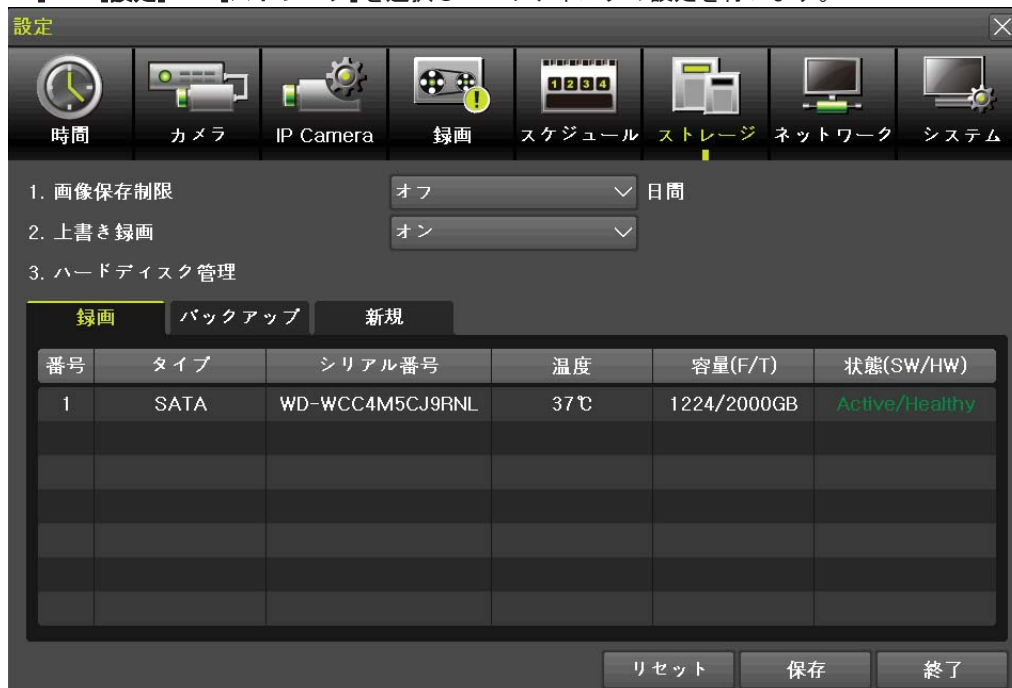 設定
時間 カメラ IP Camera 録画 スケジュール ストレージ ネットワーク システム
1 2 3 4
1. 画像保存制限 オフ 日間
2. 上書き録画 オン
3. ハードディスク管理
録画 バックアップ 新規
番号 タイプ シリアル番号 温度 容量(F/T) 状態(SW/HW)
1 SATA WD-WCC4M5CJ9RNL 37℃ 1224/2000GB Active/Healthy
リセット 保存 終了